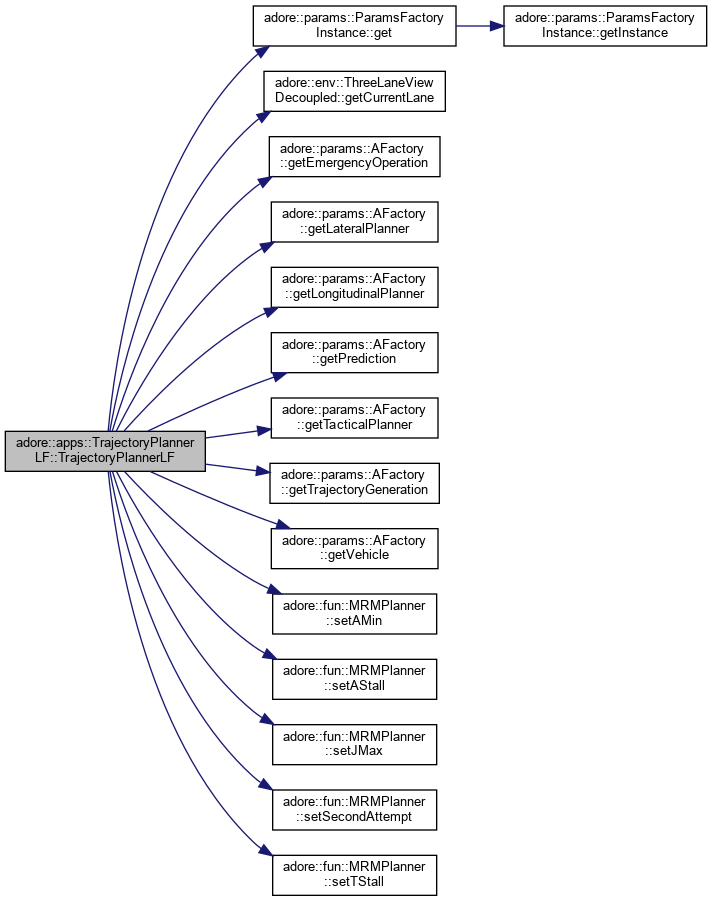 adore::params::ParamsFactory
Instance::get
adore::params::ParamsFactory
Instance::getInstance
adore::env::ThreeLaneView
Decoupled::getCurrentLane
adore::params::AFactory
::getEmergencyOperation
adore::params::AFactory
::getLateralPlanner
adore::params::AFactory
::getLongitudinalPlanner
adore::params::AFactory
::getPrediction
adore::apps::TrajectoryPlanner
LF::TrajectoryPlannerLF
adore::params::AFactory
::getTacticalPlanner
adore::params::AFactory
::getTrajectoryGeneration
adore::params::AFactory
::getVehicle
adore::fun::MRMPlanner
::setAMin
adore::fun::MRMPlanner
::setAStall
adore::fun::MRMPlanner
::setJMax
adore::fun::MRMPlanner
::setSecondAttempt
adore::fun::MRMPlanner
::setTStall